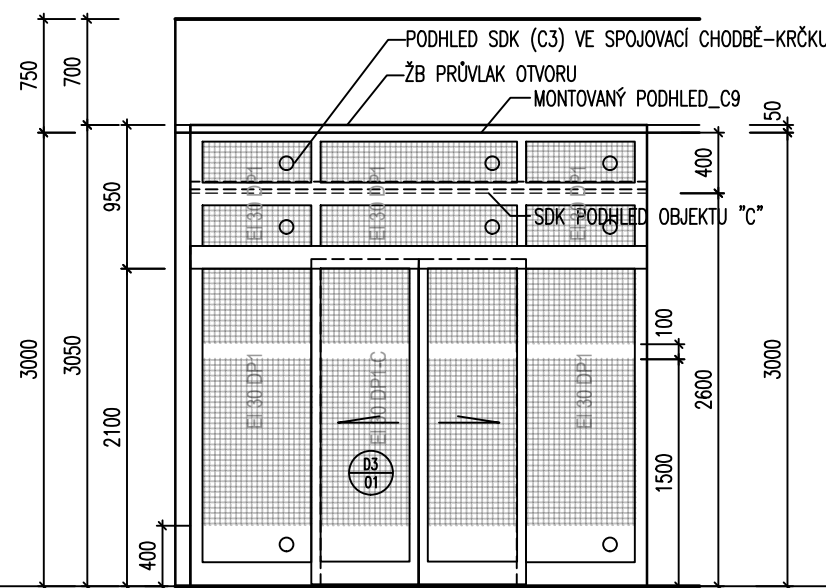 PODHLED SDK (C3) VE SPOJOVACÍ CHODBĚ-KRČKU
ŽB PRŮVLAK OTVORU
MONTOVANÝ PODHLED_C9
750
700
50
400
950
EI 30 DP1
EI 30 DP1
EI 30 DP1
SDK PODHLED OBJEKTU "C"
3000
3050
2100
100
2600
3000
EI 30 DP1
EI 30 DP1-C
EI 30 DP1
D3
01
1500
400